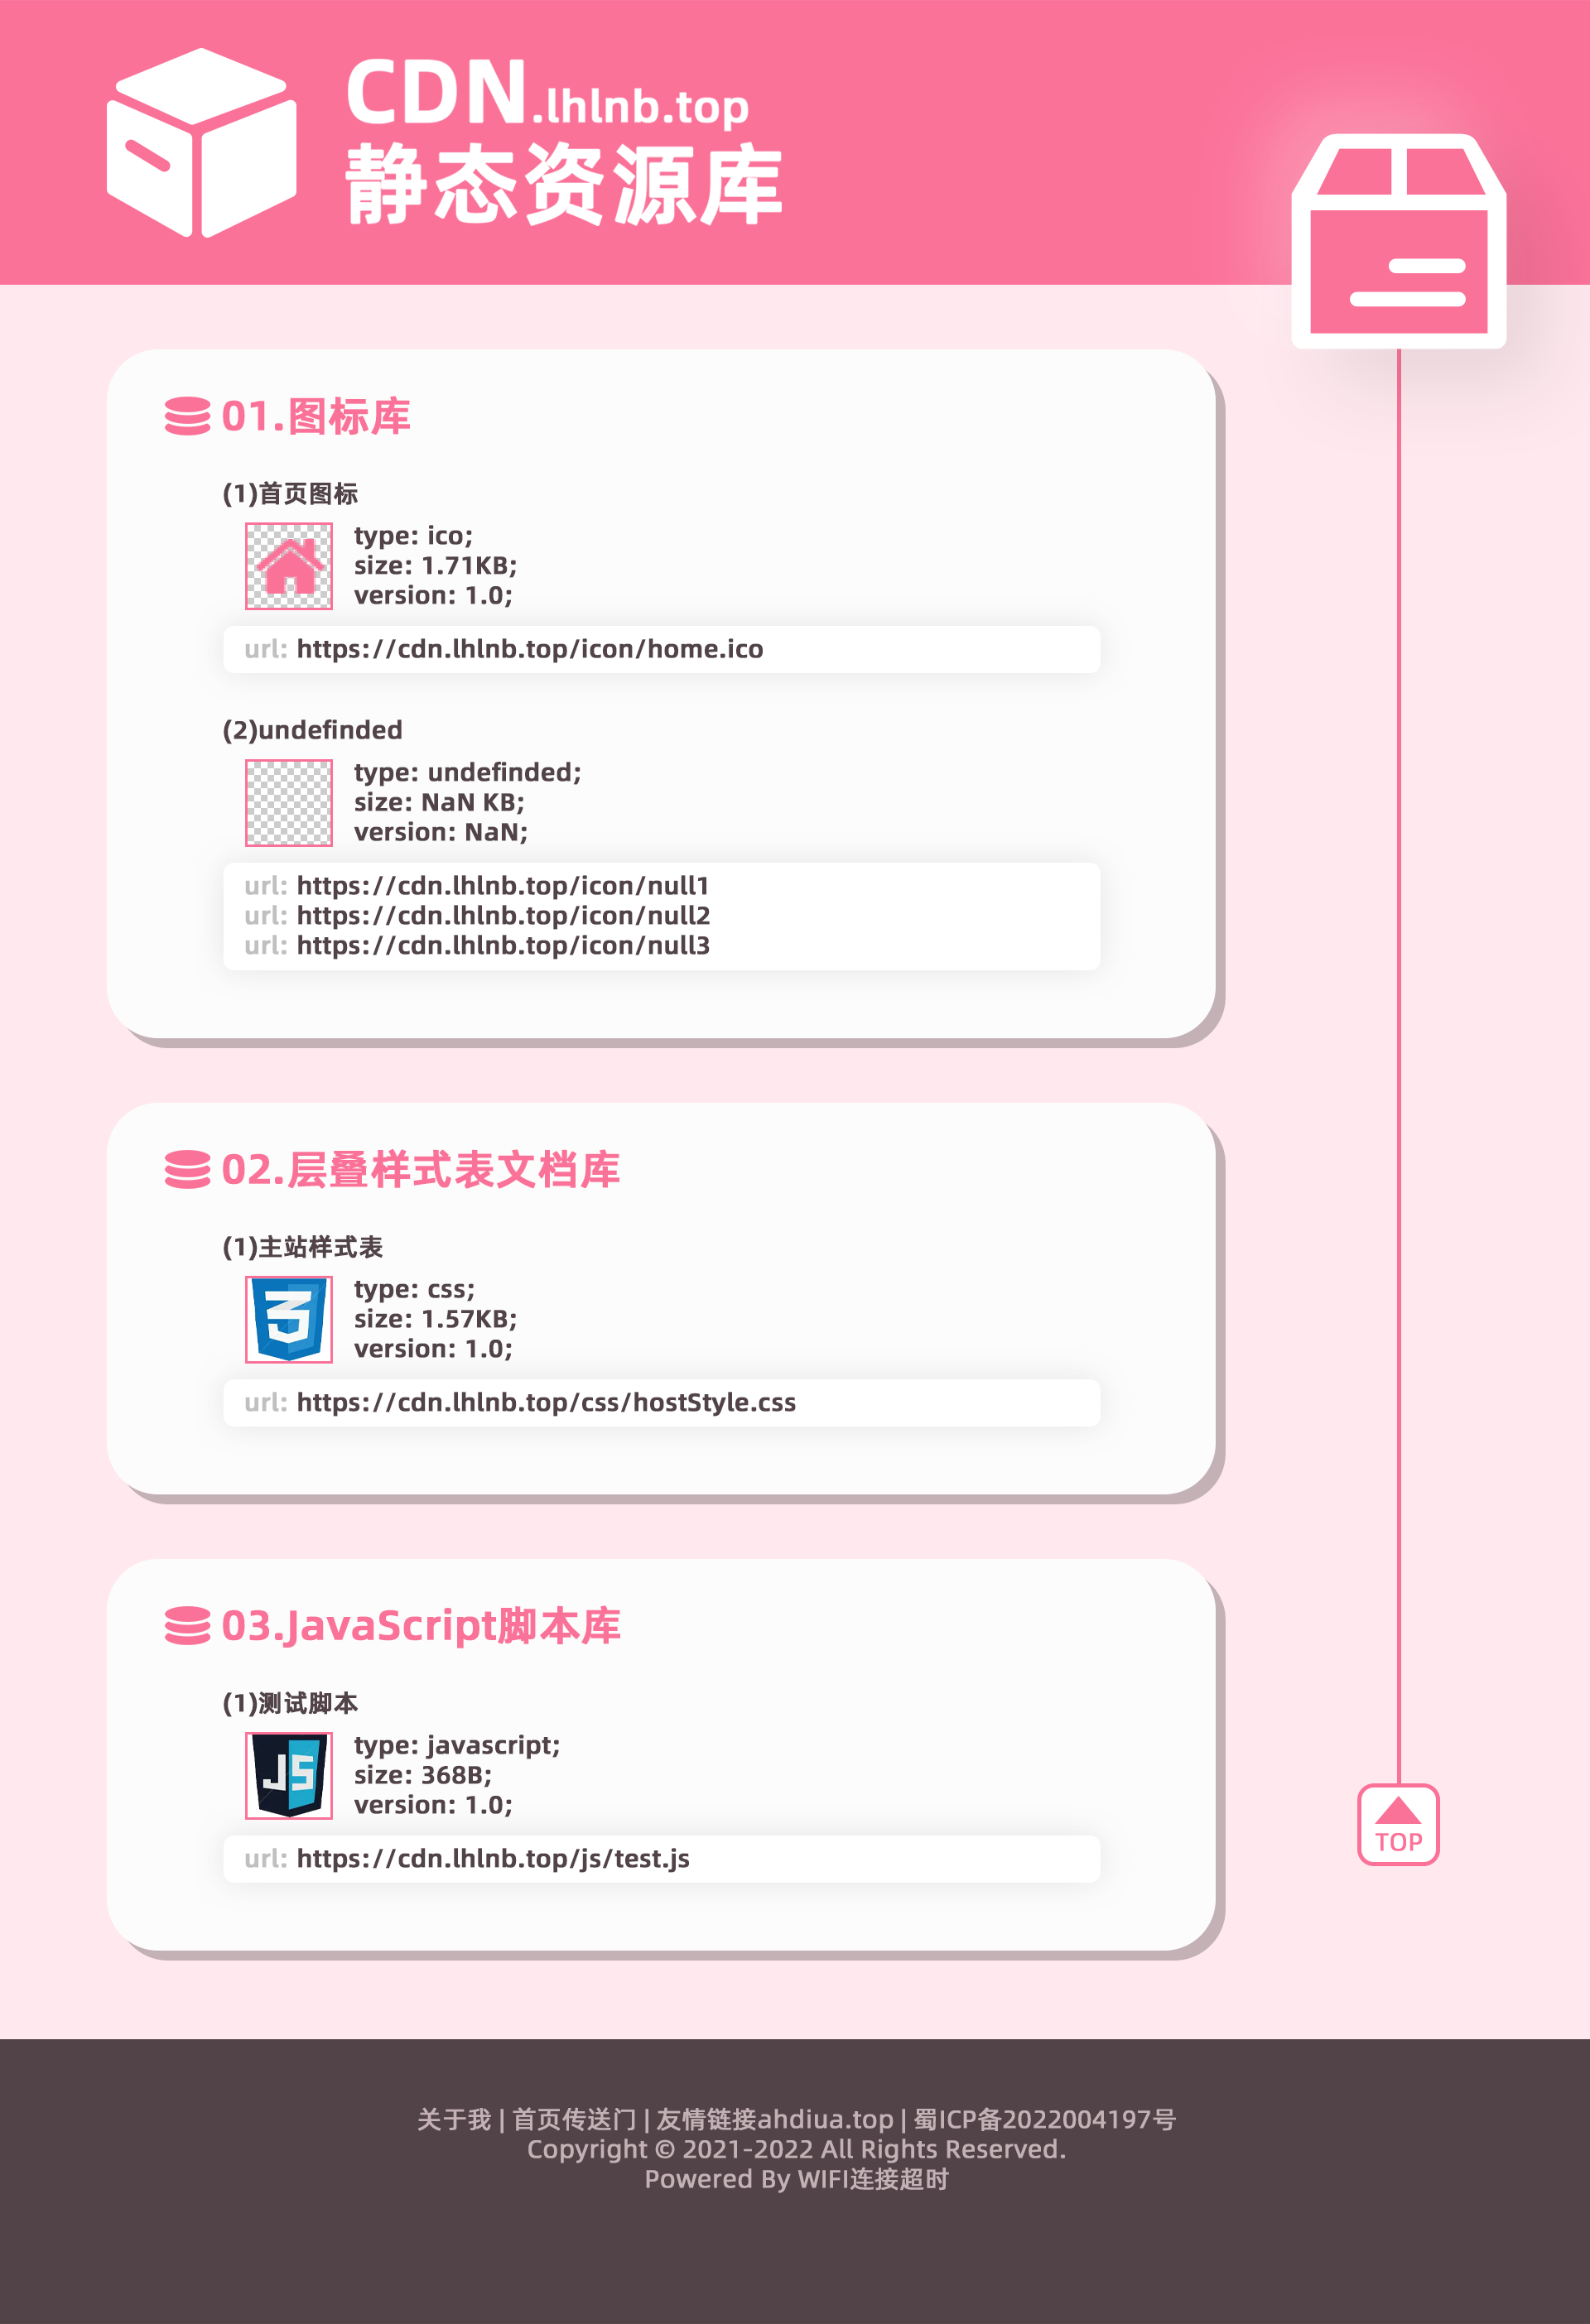 CDN.lhlnb.top
静态资源库
01.图标库
(1)首页图标
type: ico;
size: 1.71KB;
version: 1.0;
url: https://cdn.lhlnb.top/icon/home.ico
(2)undefinded
type: undefinded;
size: NaN KB;
version: NaN;
url: https://cdn.lhlnb.top/icon/null1
url: https://cdn.lhlnb.top/icon/null2
url: https://cdn.lhlnb.top/icon/null3
02.层叠样式表文档库
(1)主站样式表
type: css;
size: 1.57KB;
version: 1.0;
url: https://cdn.lhlnb.top/css/hostStyle.css
03.JavaScript脚本库
(1)测试脚本
JS
type: javascript;
size: 368B;
version: 1.0;
url: https://cdn.lhlnb.top/js/test.js
TOP
关于我 | 首页传送门 | 友情链接ahdiua.top | 蜀ICP备2022004197号
Copyright © 2021-2022 All Rights Reserved.
Powered By WIFI连接超时